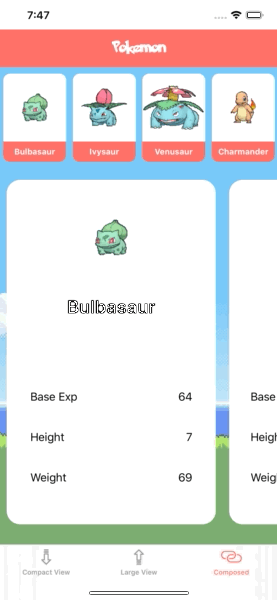 7:47
Pokemon
Bulbasaur
Ivysaur
Venusaur
Charmander
Bulbasaur
Base Exp 64
Base
Height 7
Heigh
Weight 69
Weig
Compact View
Large View
Composed